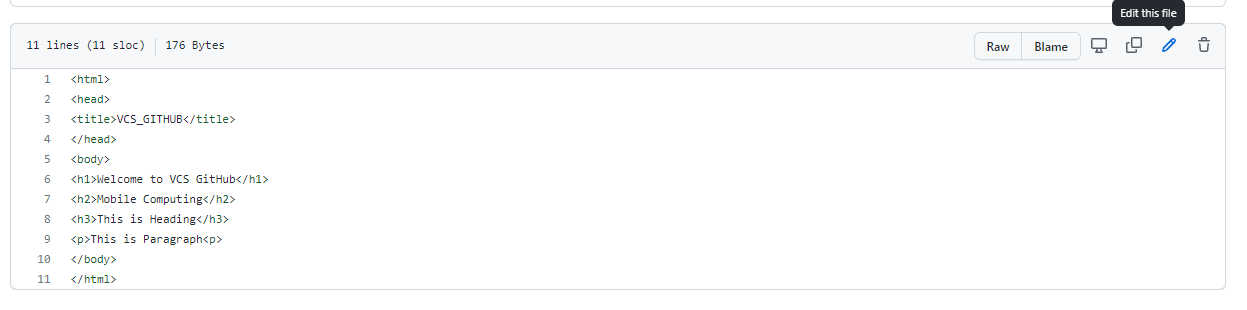 Edit this file
11 lines (11 sloc) 176 Bytes Raw Blame
1 <html>
2 <head>
3 <title>VCS_GITHUB</title>
4 </head>
5 <body>
6 <h1>Welcome to VCS GitHub</h1>
7 <h2>Mobile Computing</h2>
8 <h3>This is Heading</h3>
9 <p>This is Paragraph<p>
10 </body>
11 </html>